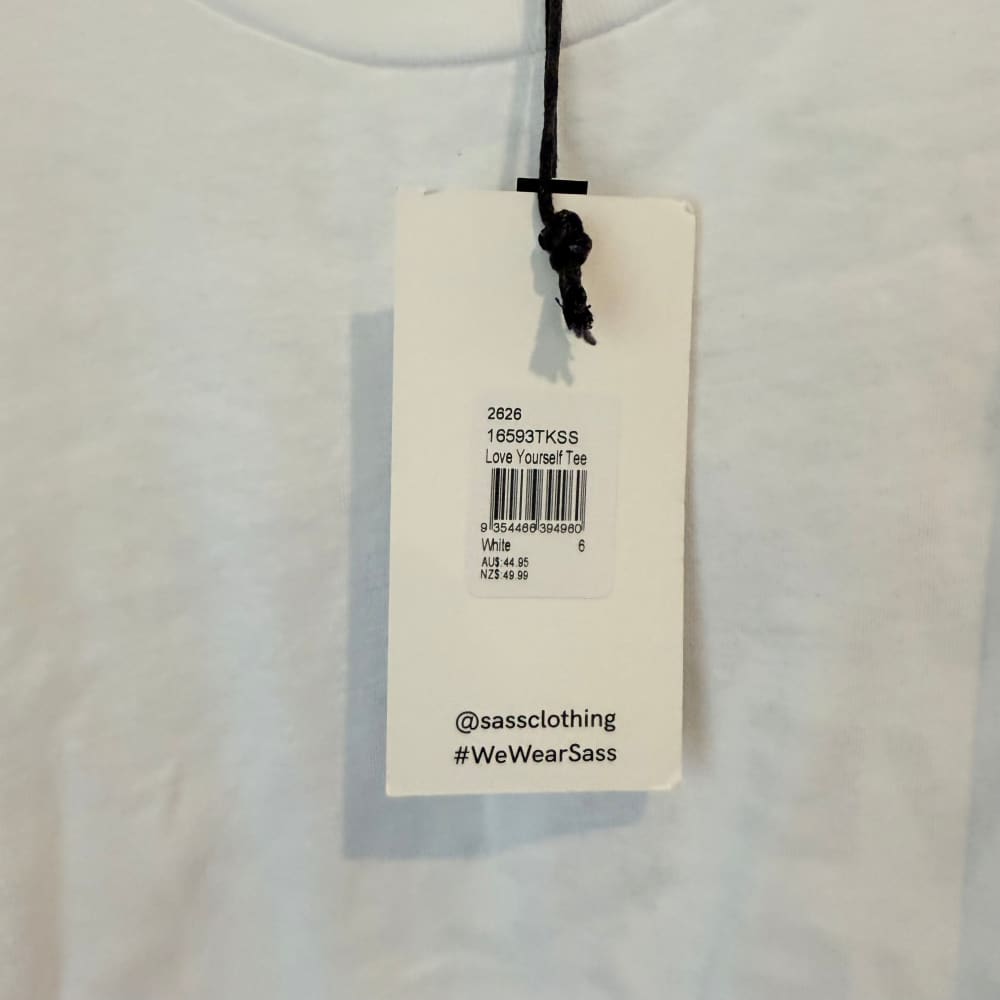 2626
16593TKSS
Love Yourself Tee
9 354466 394960
White 6
AU$:44.95
NZ$:49.99
@sassclothing
#WeWearSass